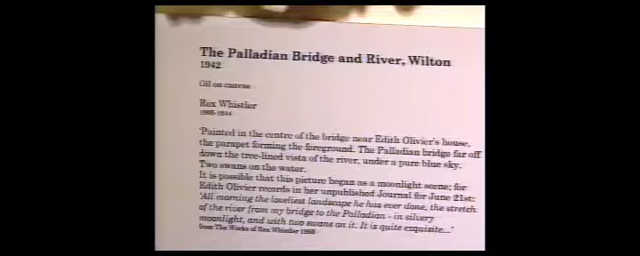 The Palladian Bridge and River, Wilton
1942
Oil on canvas
Rex Whistler
1905-1944
'Painted in the centre of the bridge near Edith Olivier's house,
the parapet forming the foreground. The Palladian bridge far off
down the tree-lined vista of the river, under a pure blue sky.
Two swans on the water.
It is possible that this picture began as a moonlight scene; for
Edith Olivier records in her unpublished Journal for June 21st:
'All morning the loveliest landscape he has ever done, the stretch
of the river from my bridge to the Palladian - in silvery
moonlight, and with two swans on it. It is quite exquisite...'
from The Works of Rex Whistler 1960